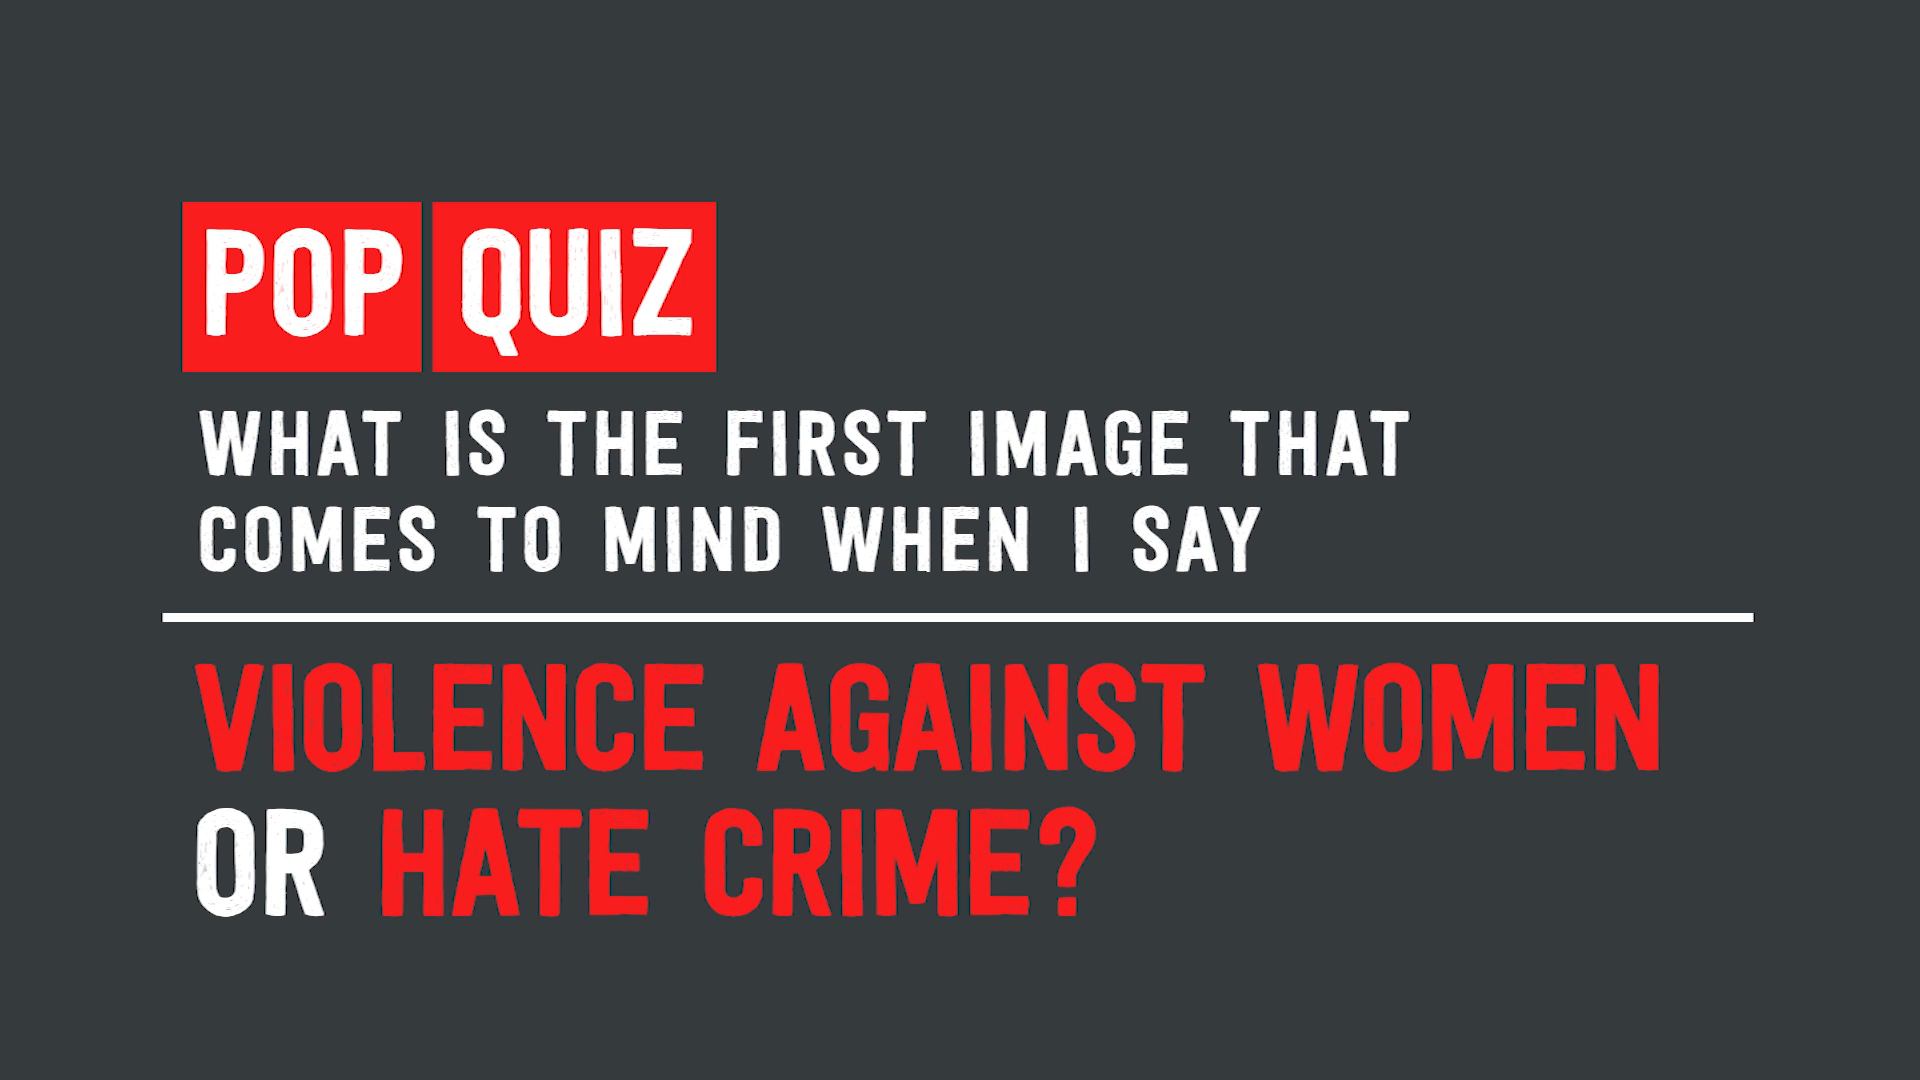 POP QUIZ
WHAT IS THE FIRST IMAGE THAT
COMES TO MIND WHEN I SAY
VIOLENCE AGAINST WOMEN
OR HATE CRIME?